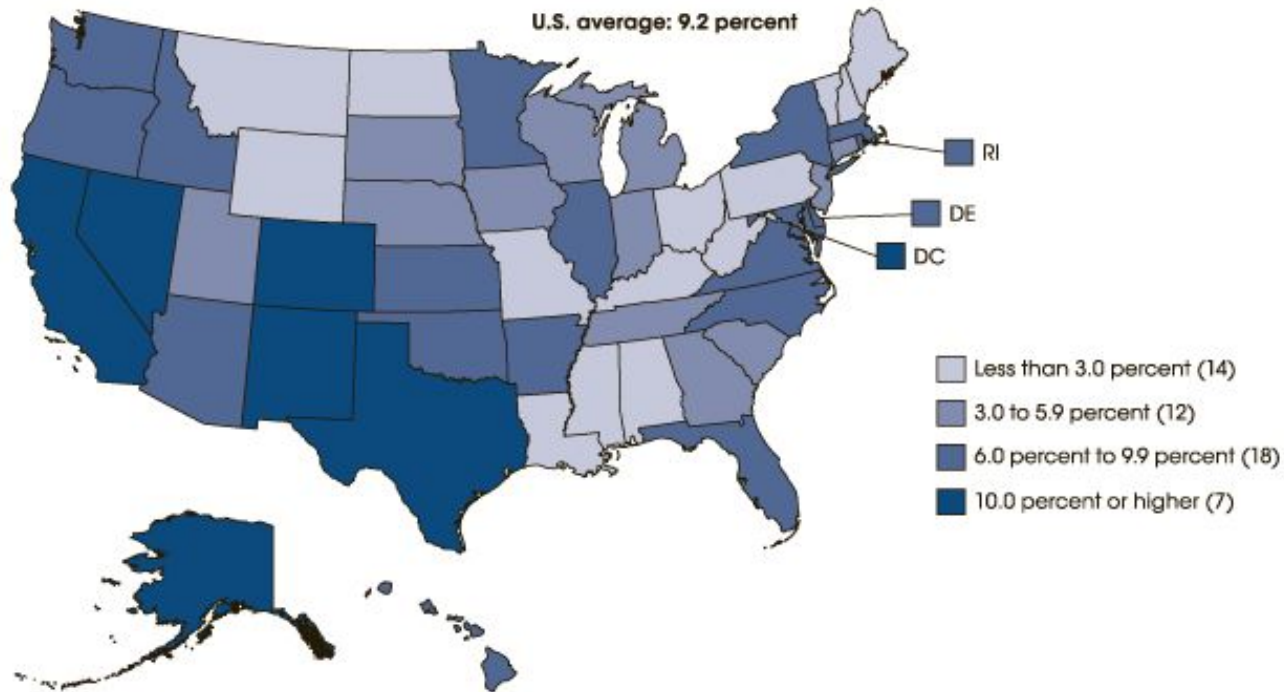 U.S. average: 9.2 percent
RI
DE
DC
Less than 3.0 percent (14)
3.0 to 5.9 percent (12)
6.0 percent to 9.9 percent (18)
10.0 percent or higher (7)